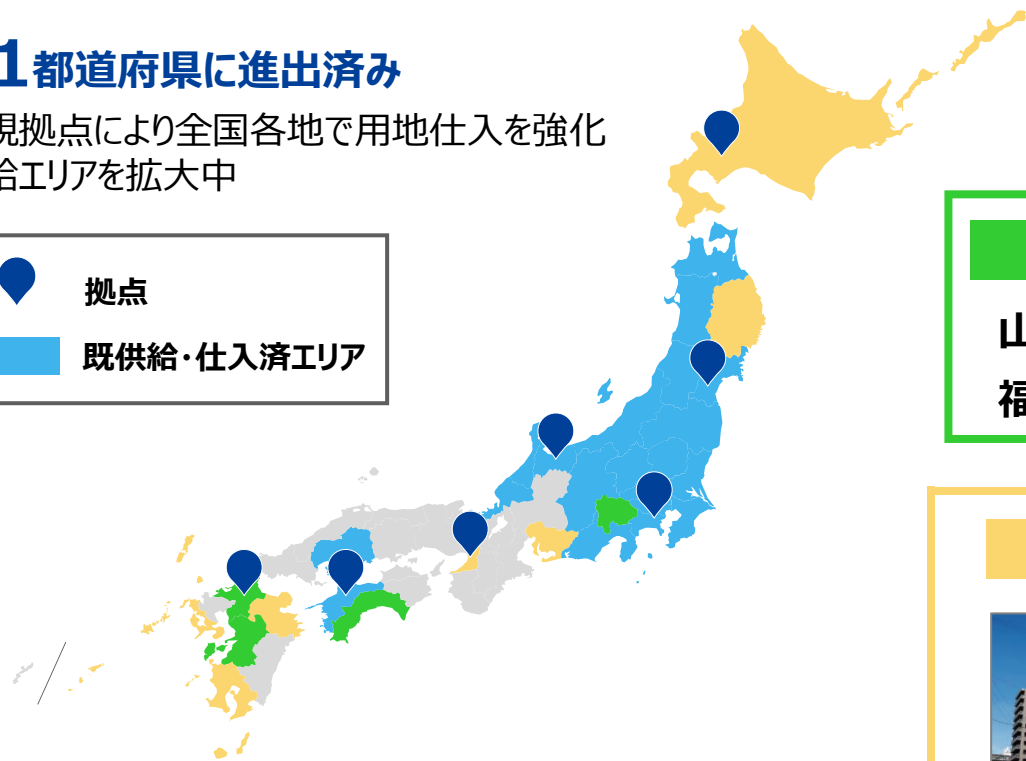 1都道府県に進出済み
現拠点により全国各地で用地仕入を強化
給エリアを拡大中
拠点
既供給・仕入済エリア
山
福